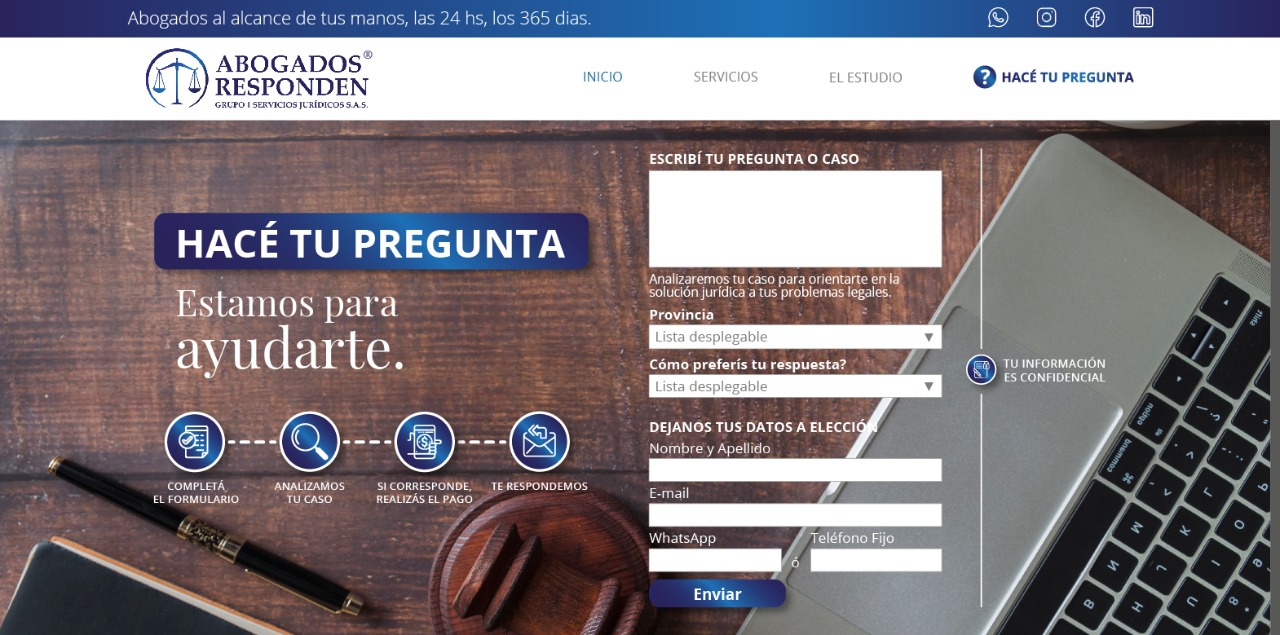 Abogados al alcance de tus manos, las 24 hs, los 365 dias.
ABOGADOS®
RESPONDEN
GRUPO 1 SERVICIOS JURÍDICOS S.A.S.
INICIO
SERVICIOS
EL ESTUDIO
? HACÉ TU PREGUNTA
HACÉ TU PREGUNTA
Estamos para
ayudarte.
COMPLETÁ
EL FORMULARIO
ANALIZAMOS
TU CASO
SI CORRESPONDE,
REALIZÁS EL PAGO
TE RESPONDEMOS
ESCRIBÍ TU PREGUNTA O CASO
Analizaremos tu caso para orientarte en la
solución jurídica a tus problemas legales.
Provincia
Lista desplegable
Cómo preferís tu respuesta?
Lista desplegable
DEJANOS TUS DATOS A ELECCIÓN
Nombre y Apellido
E-mail
WhatsApp
ó
Teléfono Fijo
Enviar
TU INFORMACIÓN
ES CONFIDENCIAL